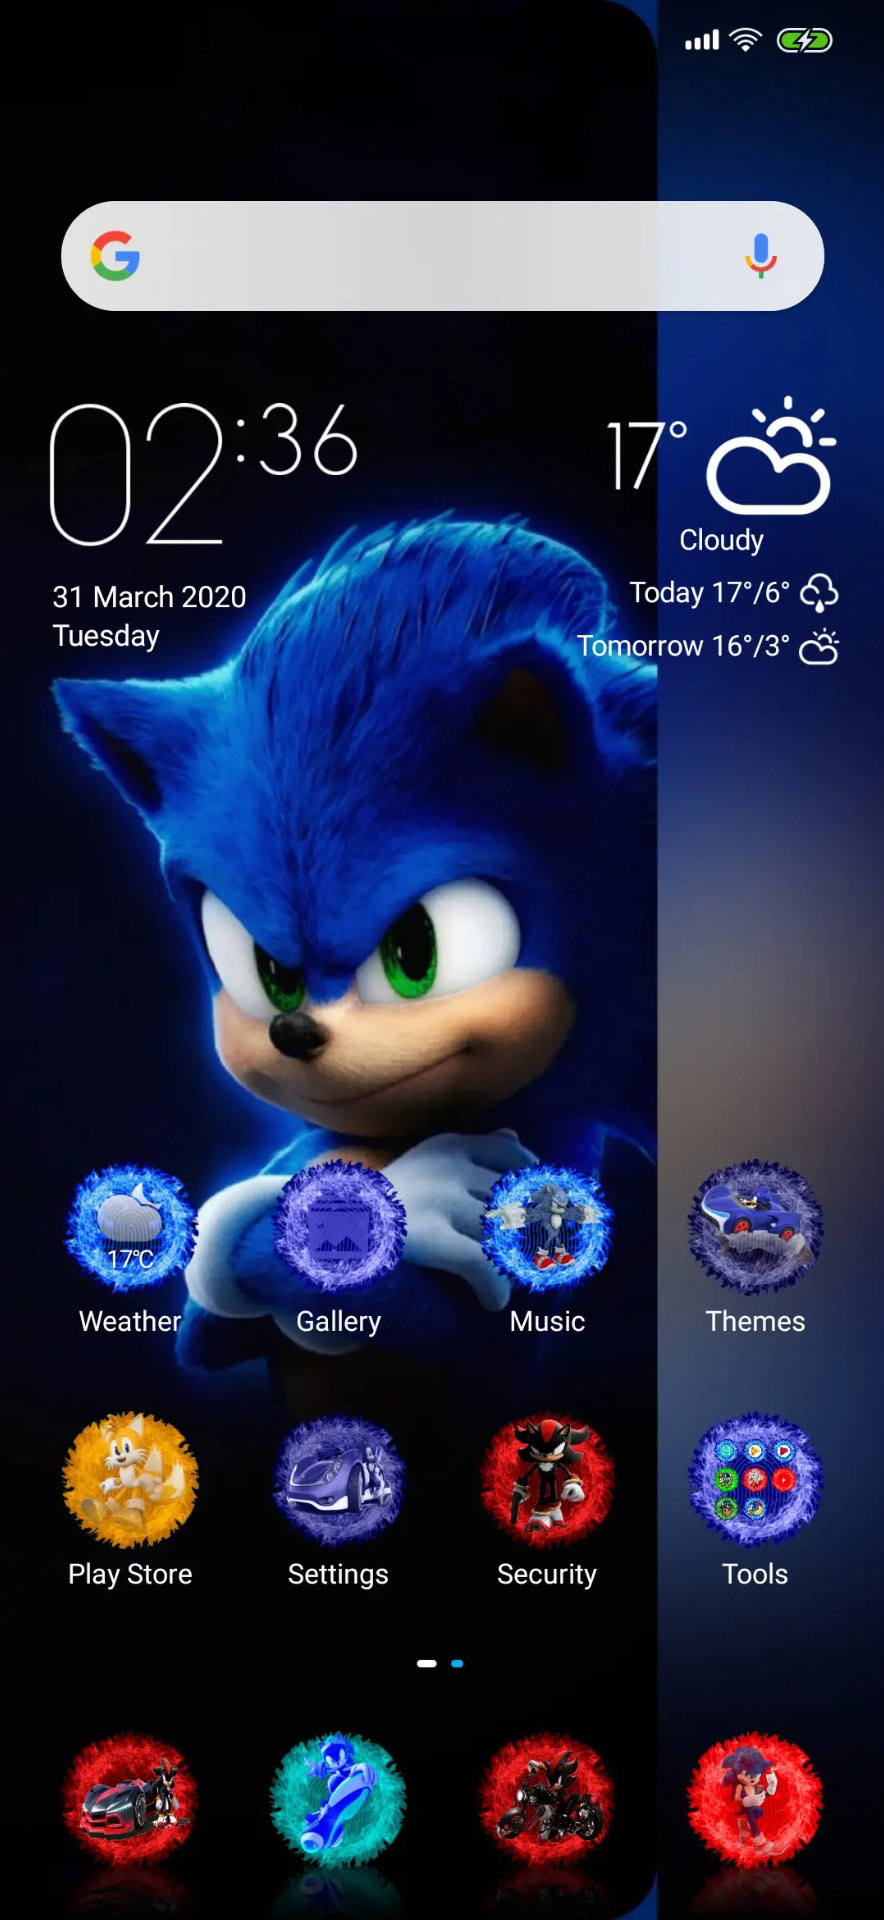 02:36
31 March 2020
Tuesday
17°
Cloudy
Today 17°/6°
Tomorrow 16°/3°
17°C
Weather
Gallery
Music
Themes
Play Store
Settings
Security
Tools